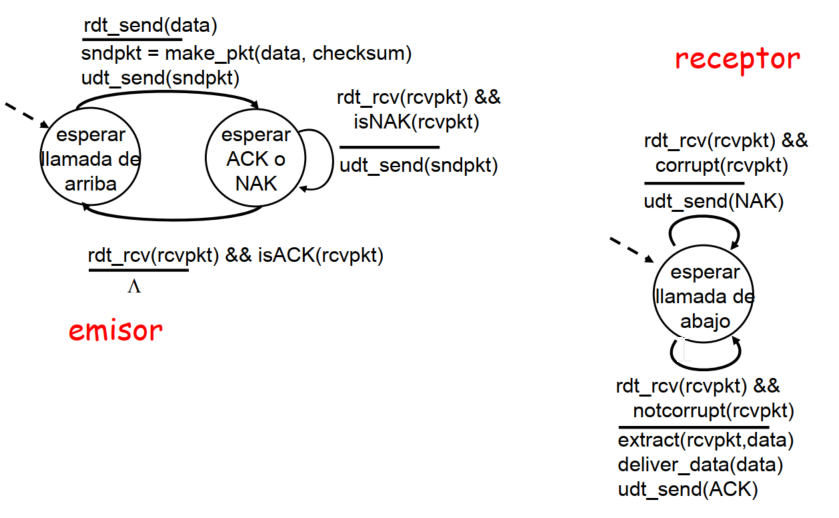 rdt_send(data)
sndpkt = make_pkt(data, checksum)
udt_send(sndpkt)
esperar
llamada de
arriba
esperar
ACK o
NAK
rdt_rcv(rcvpkt) &&
isNAK(rcvpkt)
udt_send(sndpkt)
rdt_rcv(rcvpkt) && isACK(rcvpkt)
Λ
emisor
receptor
rdt_rcv(rcvpkt) &&
corrupt(rcvpkt)
udt_send(NAK)
esperar
llamada de
abajo
rdt_rcv(rcvpkt) &&
notcorrupt(rcvpkt)
extract(rcvpkt,data)
deliver_data(data)
udt_send(ACK)